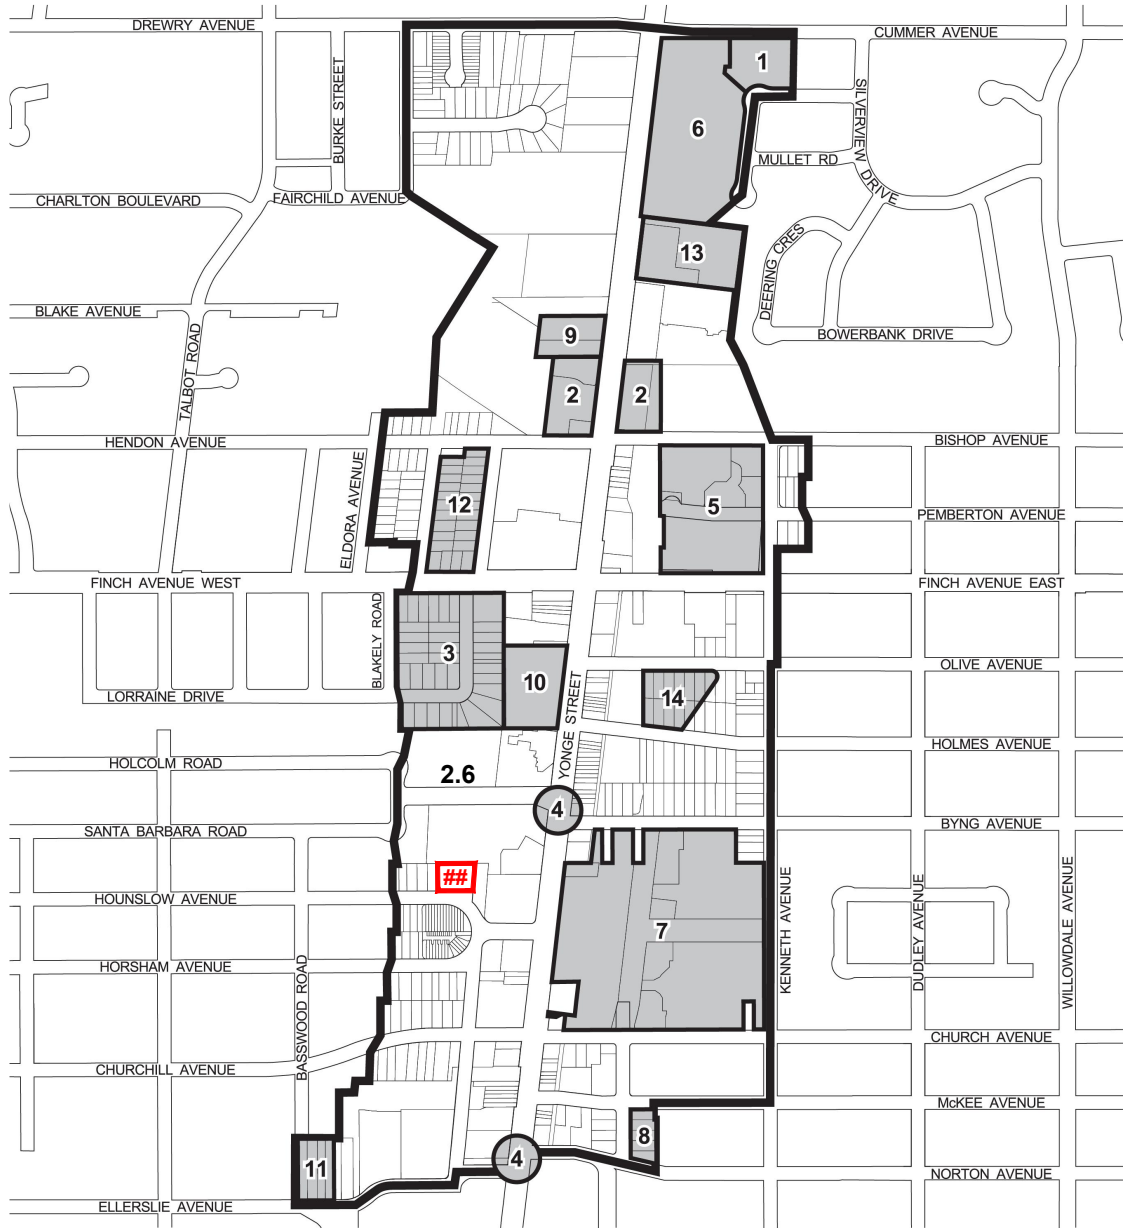 DREWRY AVENUE
CUMMER AVENUE
BURKE STREET
1
SILVERVIEW DRIVE
6
MULLET RD
CHARLTON BOULEVARD
FAIRCHILD AVENUE
DEERING CRES
13
BLAKE AVENUE
TALBOT ROAD
9
BOWERBANK DRIVE
2
2
HENDON AVENUE
BISHOP AVENUE
ELDORA AVENUE
12
5
PEMBERTON AVENUE
FINCH AVENUE WEST
FINCH AVENUE EAST
BLAKELY ROAD
3
OLIVE AVENUE
10
14
LORRAINE DRIVE
YONGE STREET
HOLMES AVENUE
HOLCOLM ROAD
2.6
4
SANTA BARBARA ROAD
BYNG AVENUE
##
HOUNSLOW AVENUE
KENNETH AVENUE
DUDLEY AVENUE
WILLOWDALE AVENUE
7
HORSHAM AVENUE
BASSWOOD ROAD
CHURCH AVENUE
CHURCHILL AVENUE
McKEE AVENUE
8
4
11
NORTON AVENUE
ELLERSLIE AVENUE